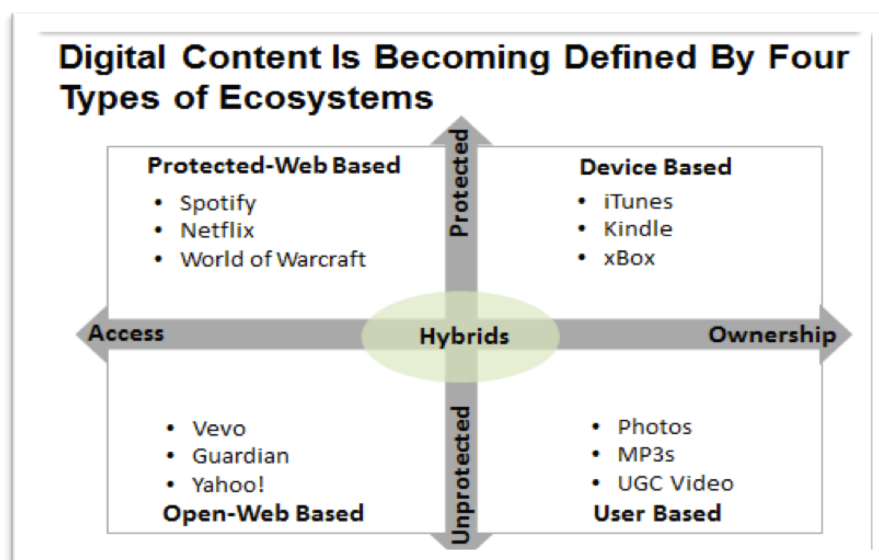 Digital Content Is Becoming Defined By Four
Types of Ecosystems
Protected
Protected-Web Based
• Spotify
• Netflix
• World of Warcraft
Device Based
• iTunes
• Kindle
• xBox
Access
Hybrids
Ownership
• Vevo
• Guardian
• Yahoo!
Open-Web Based
Unprotected
• Photos
• MP3s
• UGC Video
User Based